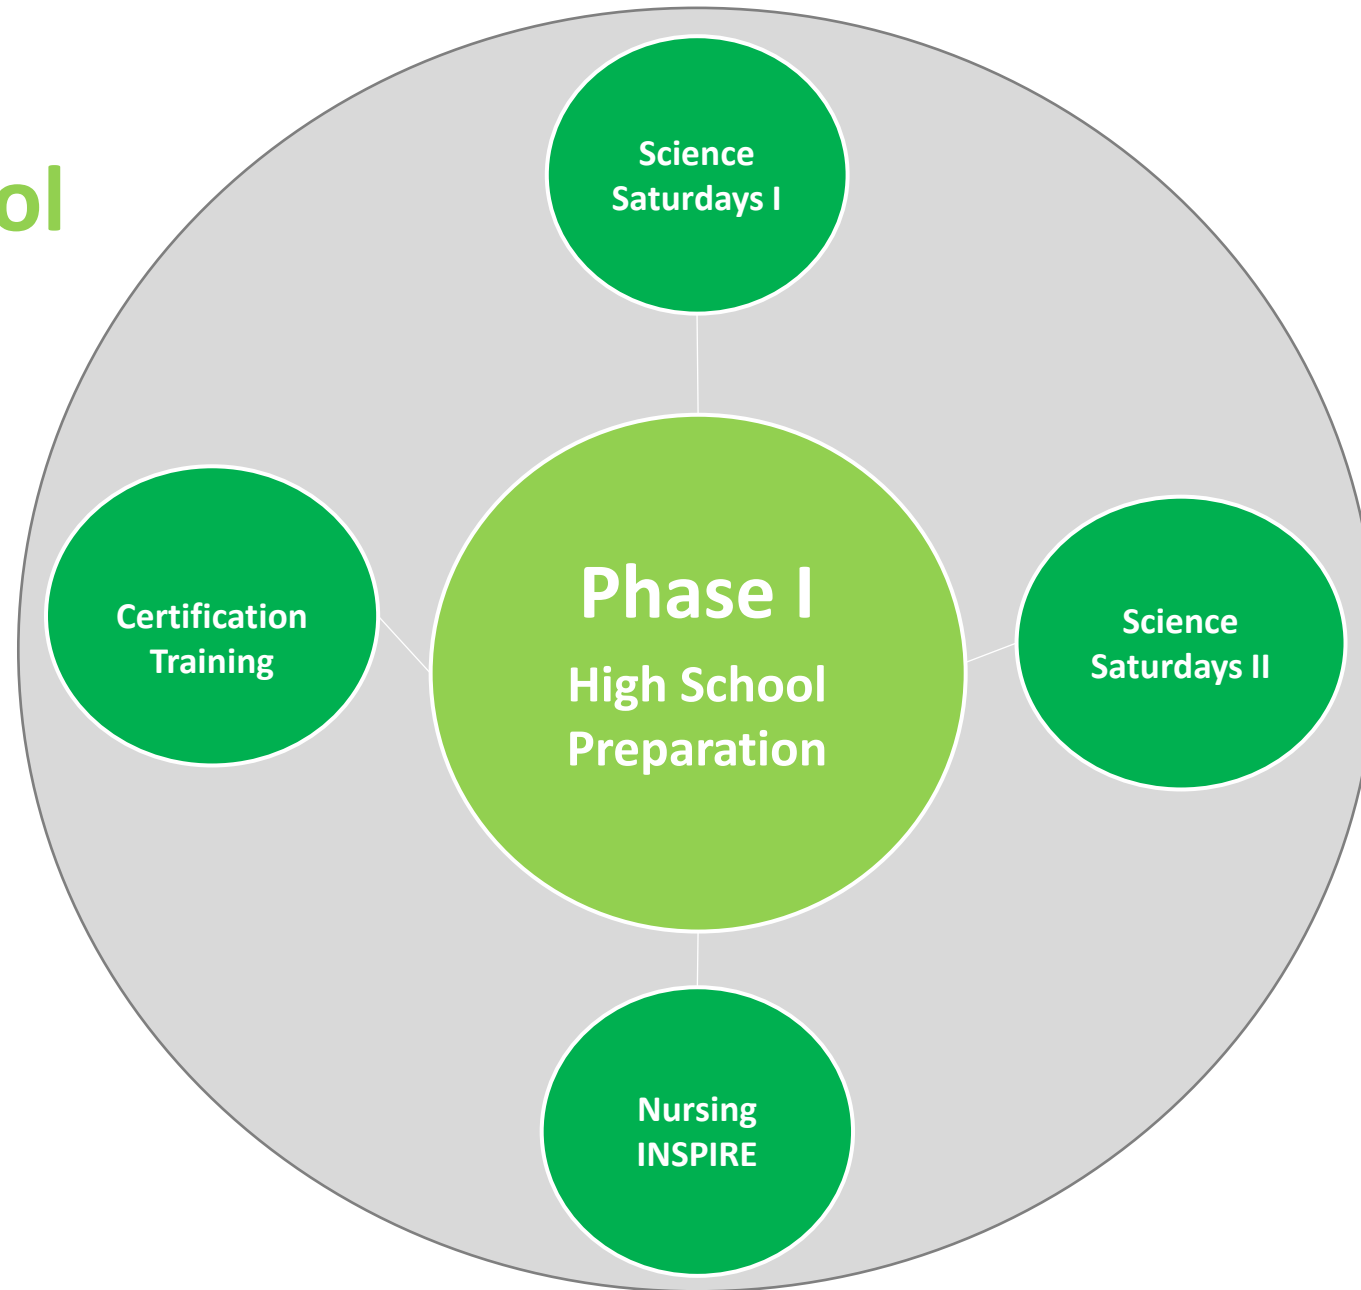 ol
Science
Saturdays I
Certification
Training
Phase I
High School
Preparation
Science
Saturdays II
Nursing
INSPIRE